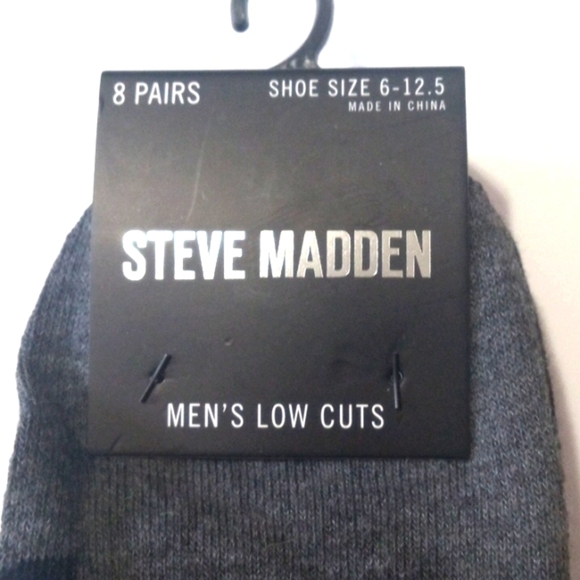 8 PAIRS
SHOE SIZE 6-12.5
MADE IN CHINA
STEVE MADDEN
MEN'S LOW CUTS